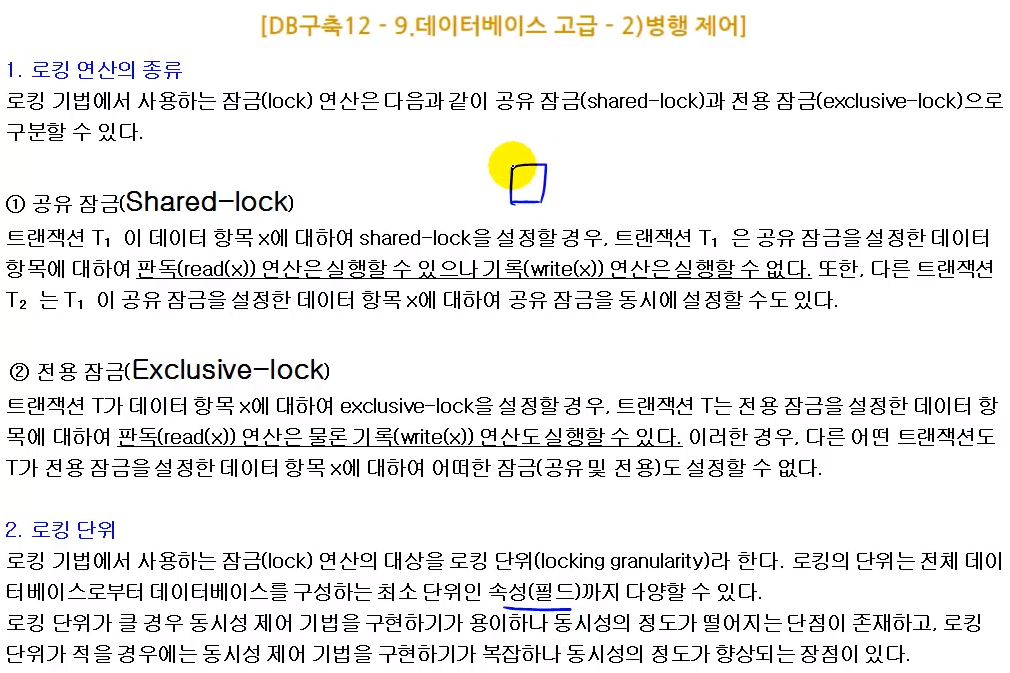 [DB구축12 - 9.데이터베이스 고급 - 2)병행 제어]
1. 로킹 연산의 종류
로킹 기법에서 사용하는 잠금(lock) 연산은 다음과 같이 공유 잠금(shared-lock)과 전용 잠금(exclusive-lock)으로
구분할 수 있다.
① 공유 잠금(Shared-lock)
트랜잭션 T₁ 이 데이터 항목 x에 대하여 shared-lock을 설정할 경우, 트랜잭션 T₁ 은 공유 잠금을 설정한 데이터
항목에 대하여 판독(read(x)) 연산은 실행할 수 있으나 기록(write(x)) 연산은 실행할 수 없다. 또한, 다른 트랜잭션
T₂ 는 T₁ 이 공유 잠금을 설정한 데이터 항목 x에 대하여 공유 잠금을 동시에 설정할 수도 있다.
② 전용 잠금(Exclusive-lock)
트랜잭션 T가 데이터 항목 x에 대하여 exclusive-lock을 설정할 경우, 트랜잭션 T는 전용 잠금을 설정한 데이터 항
목에 대하여 판독(read(x)) 연산은 물론 기록(write(x)) 연산도 실행할 수 있다. 이러한 경우, 다른 어떤 트랜잭션도
T가 전용 잠금을 설정한 데이터 항목 x에 대하여 어떠한 잠금(공유 및 전용)도 설정할 수 없다.
2. 로킹 단위
로킹 기법에서 사용하는 잠금(lock) 연산의 대상을 로킹 단위(locking granularity)라 한다. 로킹의 단위는 전체 데이
터베이스로부터 데이터베이스를 구성하는 최소 단위인 속성(필드)까지 다양할 수 있다.
로킹 단위가 클 경우 동시성 제어 기법을 구현하기가 용이하나 동시성의 정도가 떨어지는 단점이 존재하고, 로킹
단위가 적을 경우에는 동시성 제어 기법을 구현하기가 복잡하나 동시성의 정도가 향상되는 장점이 있다.